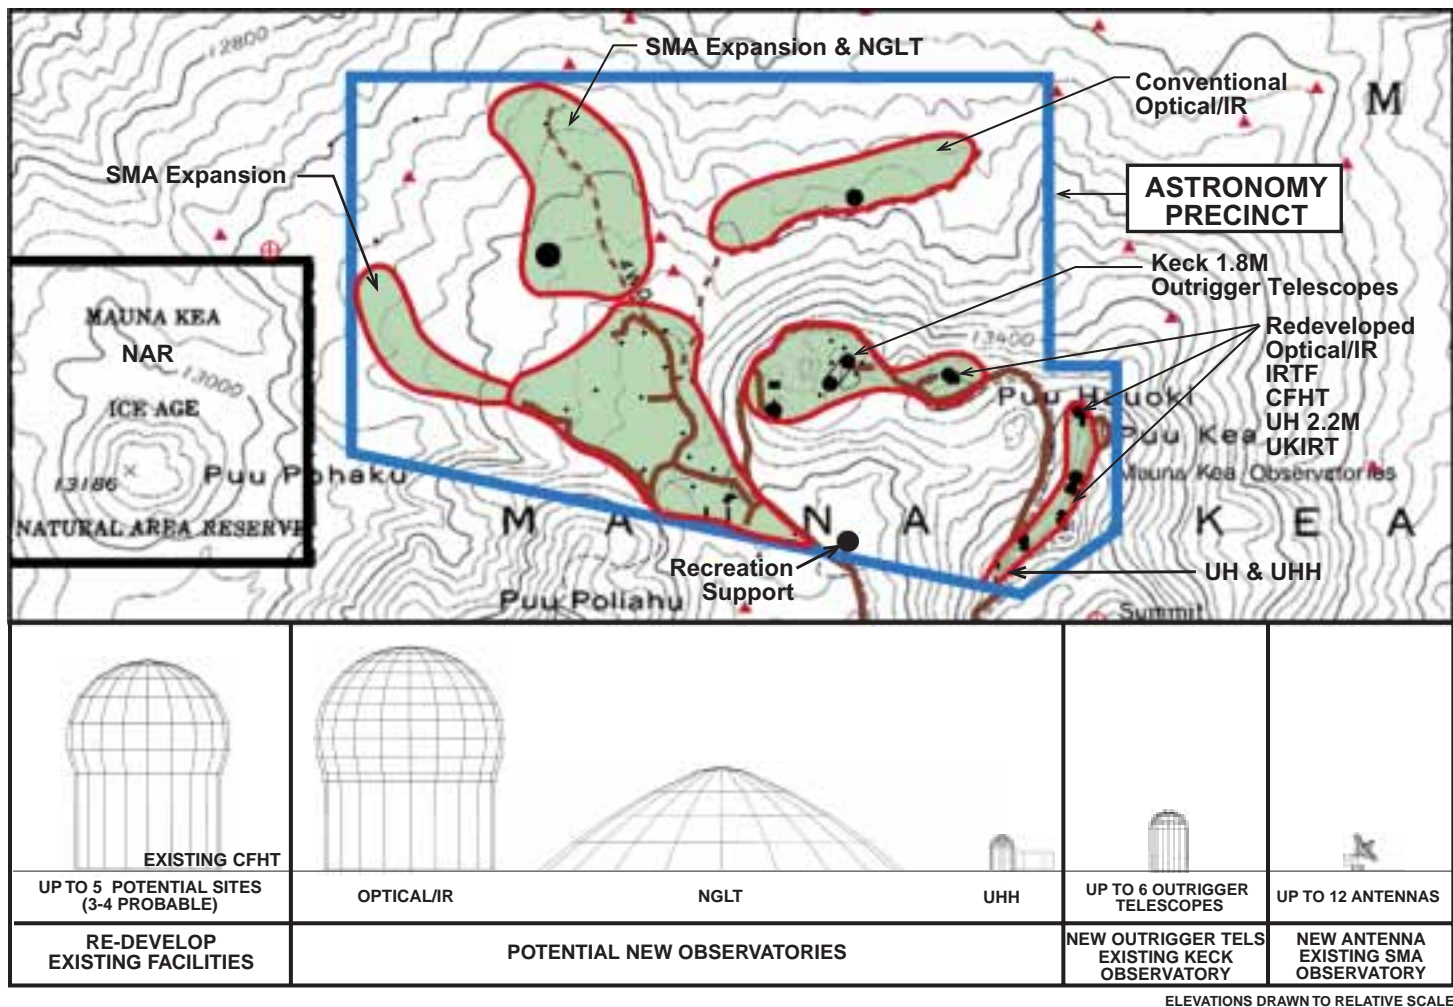 12800
SMA Expansion & NGLT
Conventional
Optical/IR
M
SMA Expansion
ASTRONOMY
PRECINCT
Keck 1.8M
Outrigger Telescopes
MAUNA KEA
NAR
13000
ICE AGE
13186
Puu Pohaku
NATURAL AREA RESERVE
13400
Redeveloped
Optical/IR
IRTF
CFHT
UH 2.2M
UKIRT
Puu Hauoki
Puu Kea
Mauna Kea Observatories
M A U N A K E A
Recreation
Support
UH & UHH
Puu Poliahu
Summit
EXISTING CFHT
UP TO 5 POTENTIAL SITES
(3-4 PROBABLE)
OPTICAL/IR
NGLT
UHH
UP TO 6 OUTRIGGER
TELESCOPES
UP TO 12 ANTENNAS
RE-DEVELOP
EXISTING FACILITIES
POTENTIAL NEW OBSERVATORIES
NEW OUTRIGGER TELS
EXISTING KECK
OBSERVATORY
NEW ANTENNA
EXISTING SMA
OBSERVATORY
ELEVATIONS DRAWN TO RELATIVE SCALE